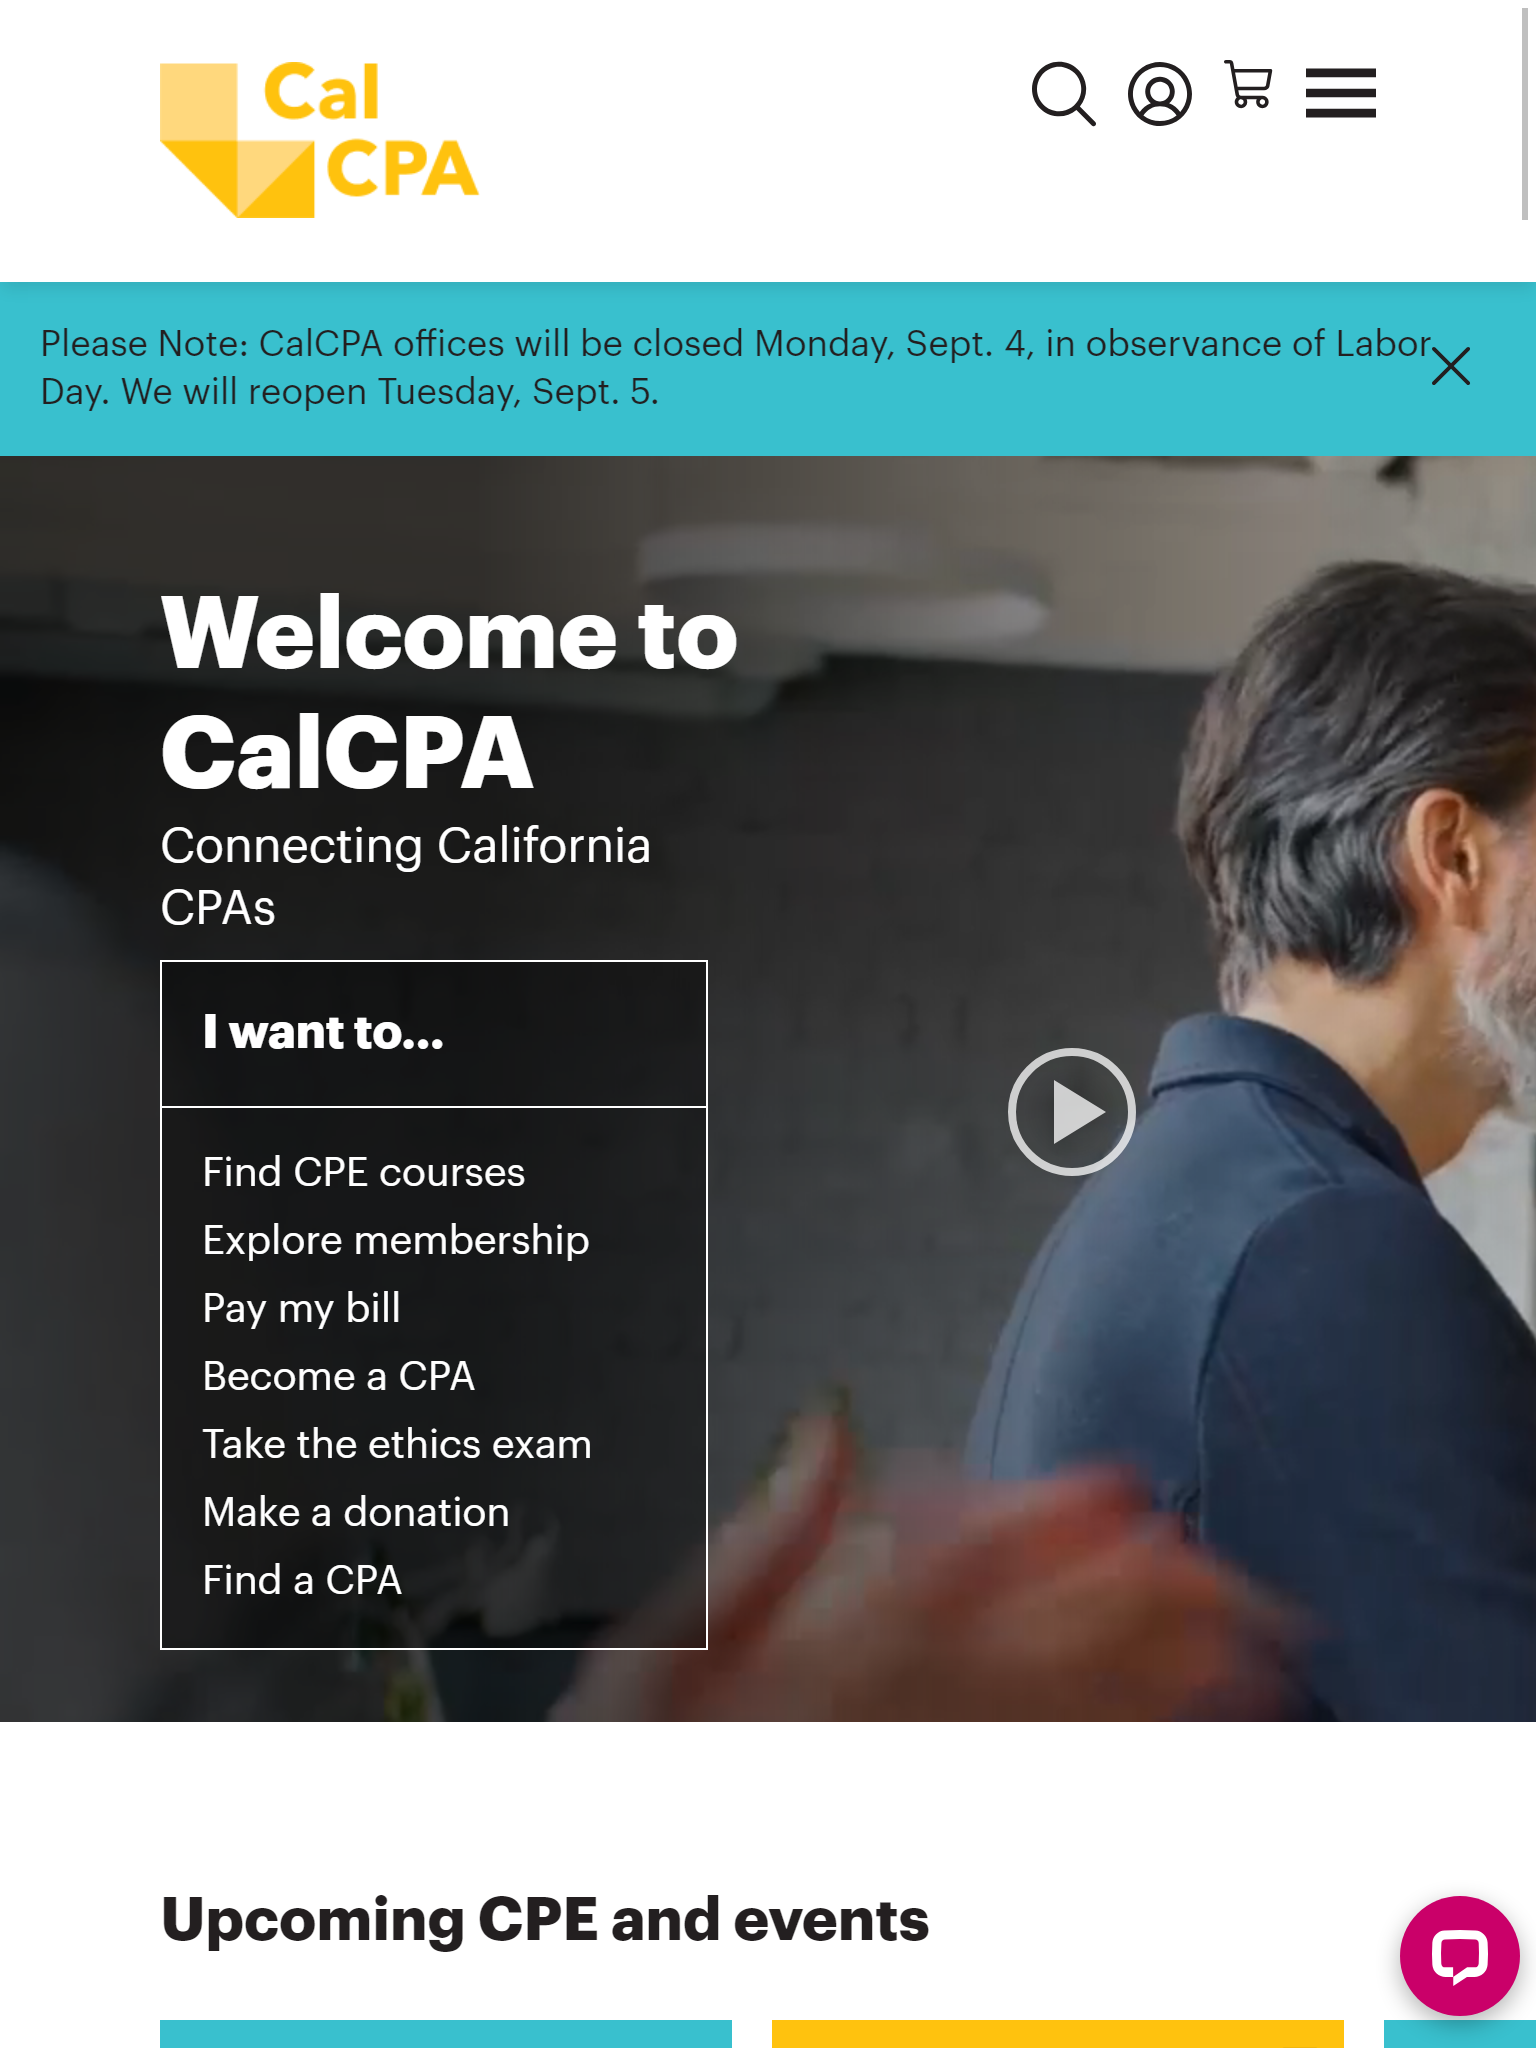 Cal
CPA
Please Note: CalCPA offices will be closed Monday, Sept. 4, in observance of Labor
Day. We will reopen Tuesday, Sept. 5.
Welcome to
CalCPA
Connecting California
CPAs
I want to...
Find CPE courses
Explore membership
Pay my bill
Become a CPA
Take the ethics exam
Make a donation
Find a CPA
Upcoming CPE and events